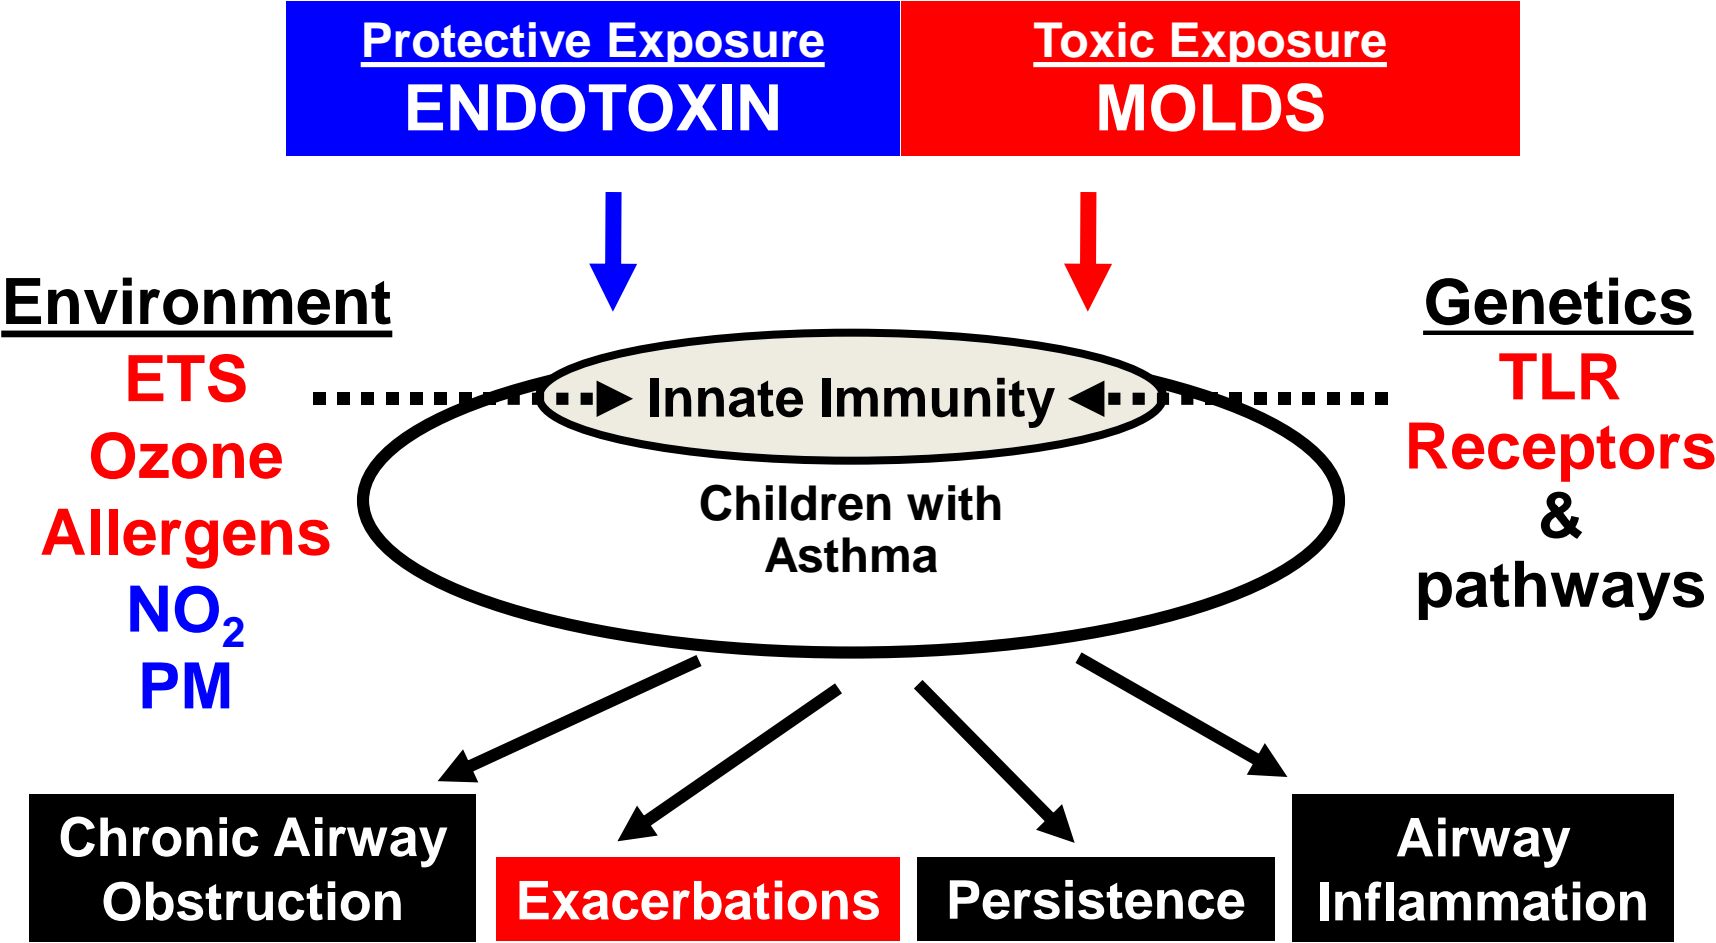 Protective Exposure
ENDOTOXIN
Toxic Exposure
MOLDS
Environment
ETS
Ozone
Allergens
NO₂
PM
Innate Immunity
Children with
Asthma
Genetics
TLR
Receptors
&
pathways
Chronic Airway
Obstruction
Exacerbations
Persistence
Airway
Inflammation